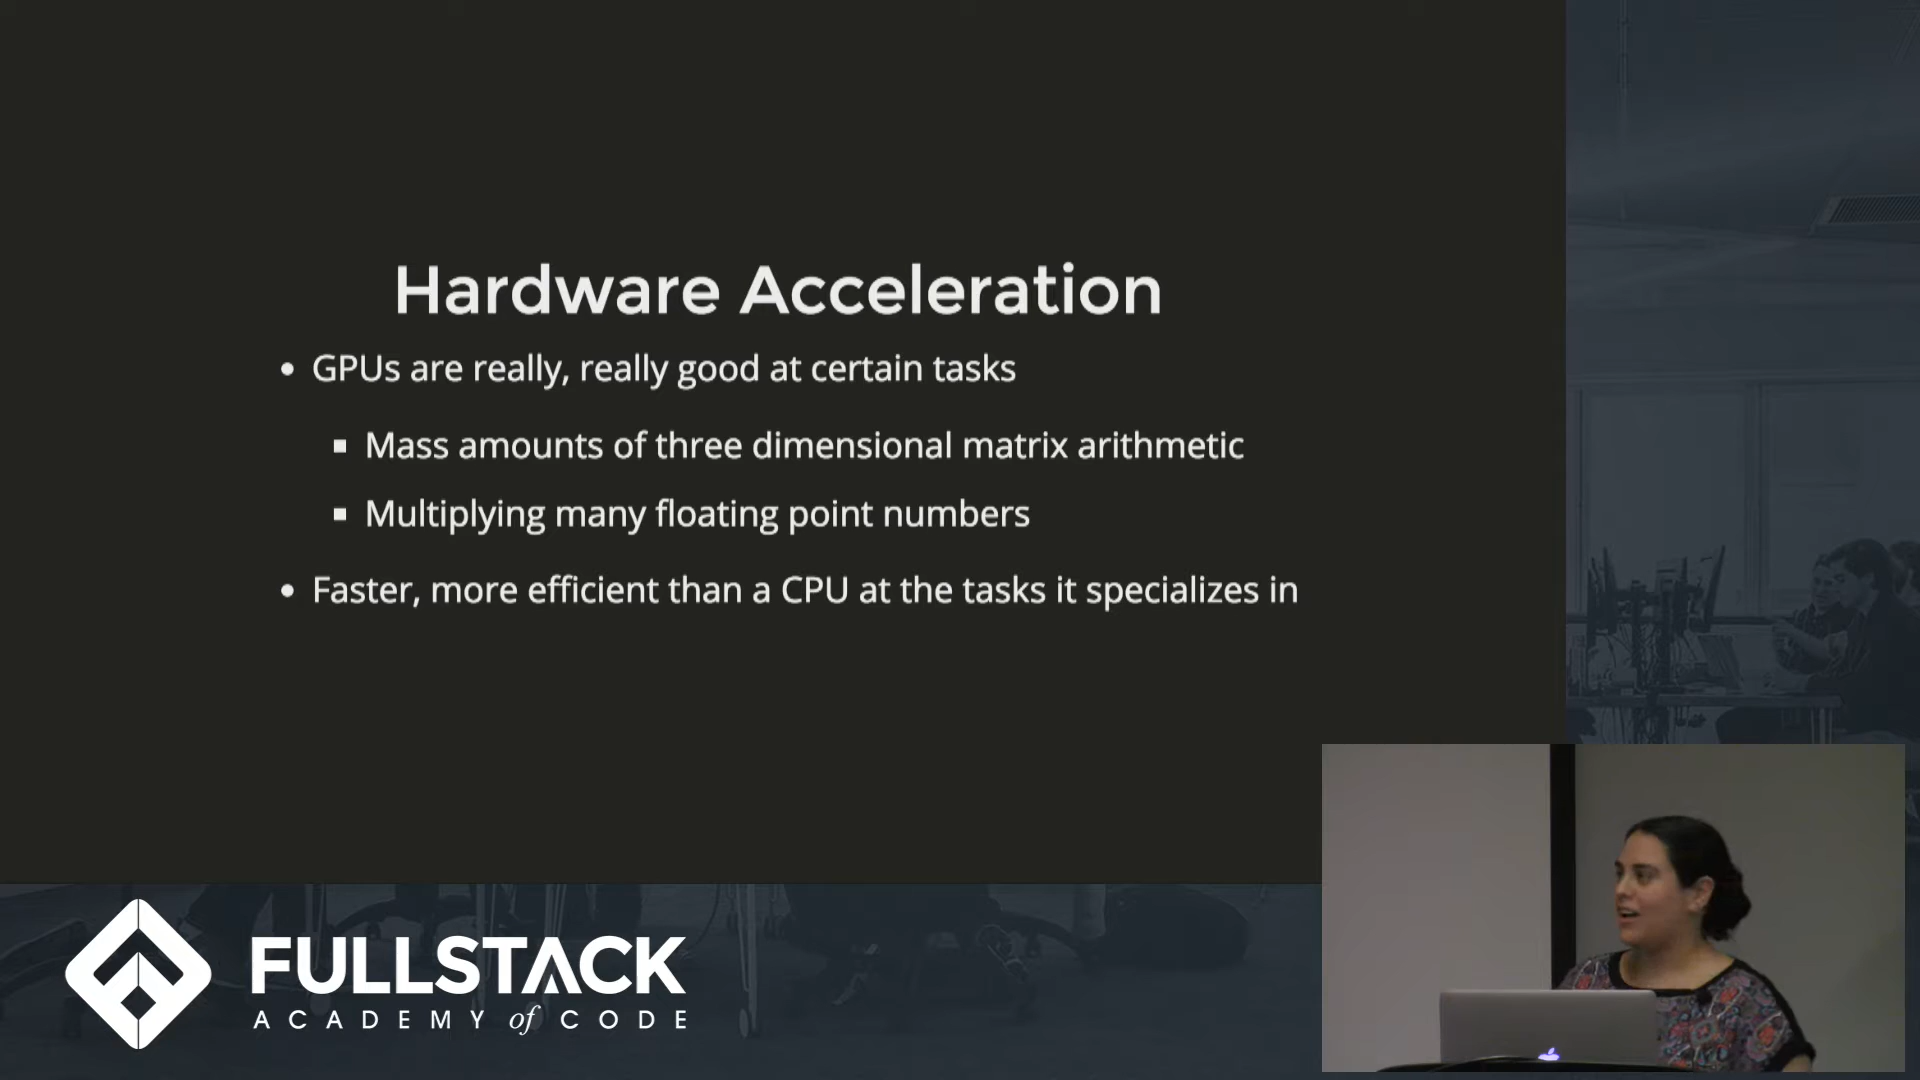 Hardware Acceleration
GPUs are really, really good at certain tasks
Mass amounts of three dimensional matrix arithmetic
Multiplying many floating point numbers
Faster, more efficient than a CPU at the tasks it specializes in
FULLSTACK
ACADEMY of CODE